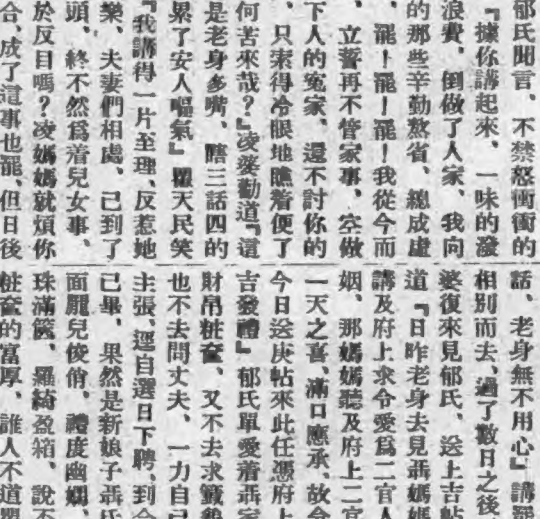 郁氏聞言、不禁怒衝衝的
『據你講起來、一味的潑
浪費、倒做了人家、我向
的那些辛勤熬省、總成虛
、罷！罷！罷！我從今而
、立誓再不管家事、空做
下人的冤家、還不討你的
、只索得冷眼地瞧着便了
何苦來哉？』凌婆勸道『這
是老身多嘴、瞎三話四的
累了安人嘔氣』瞿天民笑
『我講得一片至理、反惹她
樂、夫妻們相處、已到了
頭、終不然爲着兒女事、
於反目嗎？凌媽媽就煩你
合、成了這事也罷、但日後
話、老身無不用心』講罷
相別而去、過了數日之後
婆復來見郁氏、送上吉帖
道『日昨老身去見聶媽媽
講及府上求令愛爲二官人
姻、那媽媽聽及府上二官
一天之喜、滿口應承、故
今日送庚帖來此任憑府上
吉發禮』郁氏單愛着聶家
財帛粧奩、又不去求籤
也不去問丈夫、一力自己
主張、逕自選日下聘、到
已畢、果然是新娘子聶氏
面龐兒俊俏、禮度幽嫻、
珠滿篋、羅綺盈箱、說不
粧奩的富厚、誰人不道瞿